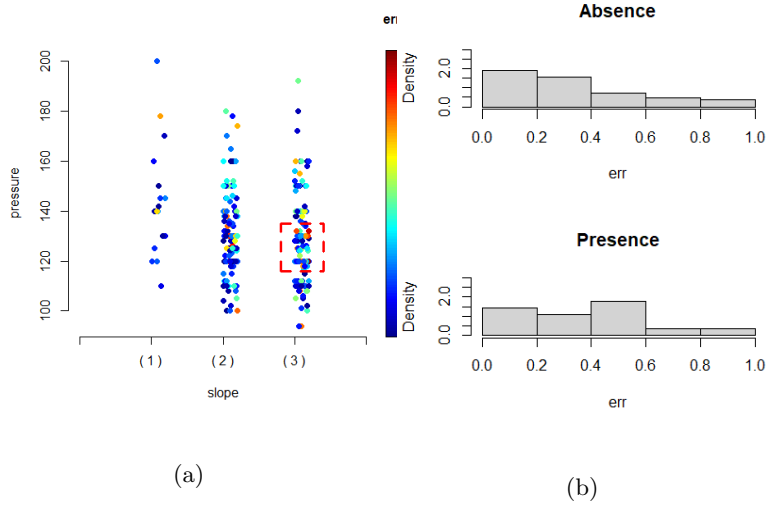 err
Density
Density
200
180
160
140
120
100
pressure
( 1 ) ( 2 ) ( 3 )
slope
(a)
Absence
2.0
0.0
0.0 0.2 0.4 0.6 0.8 1.0
err
Presence
2.0
0.0
0.0 0.2 0.4 0.6 0.8 1.0
err
(b)